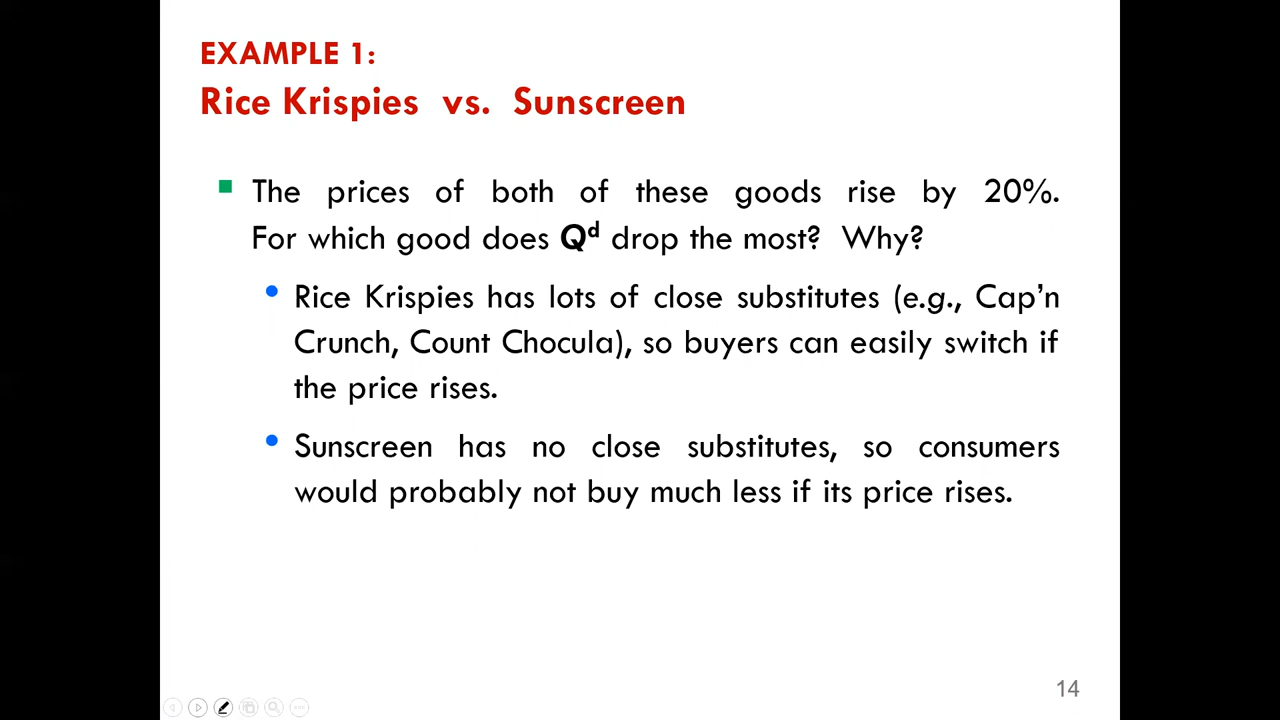 EXAMPLE 1:
Rice Krispies vs. Sunscreen
The prices of both of these goods rise by 20%.
For which good does Qᵈ drop the most? Why?
Rice Krispies has lots of close substitutes (e.g., Cap’n
Crunch, Count Chocula), so buyers can easily switch if
the price rises.
Sunscreen has no close substitutes, so consumers
would probably not buy much less if its price rises.
14